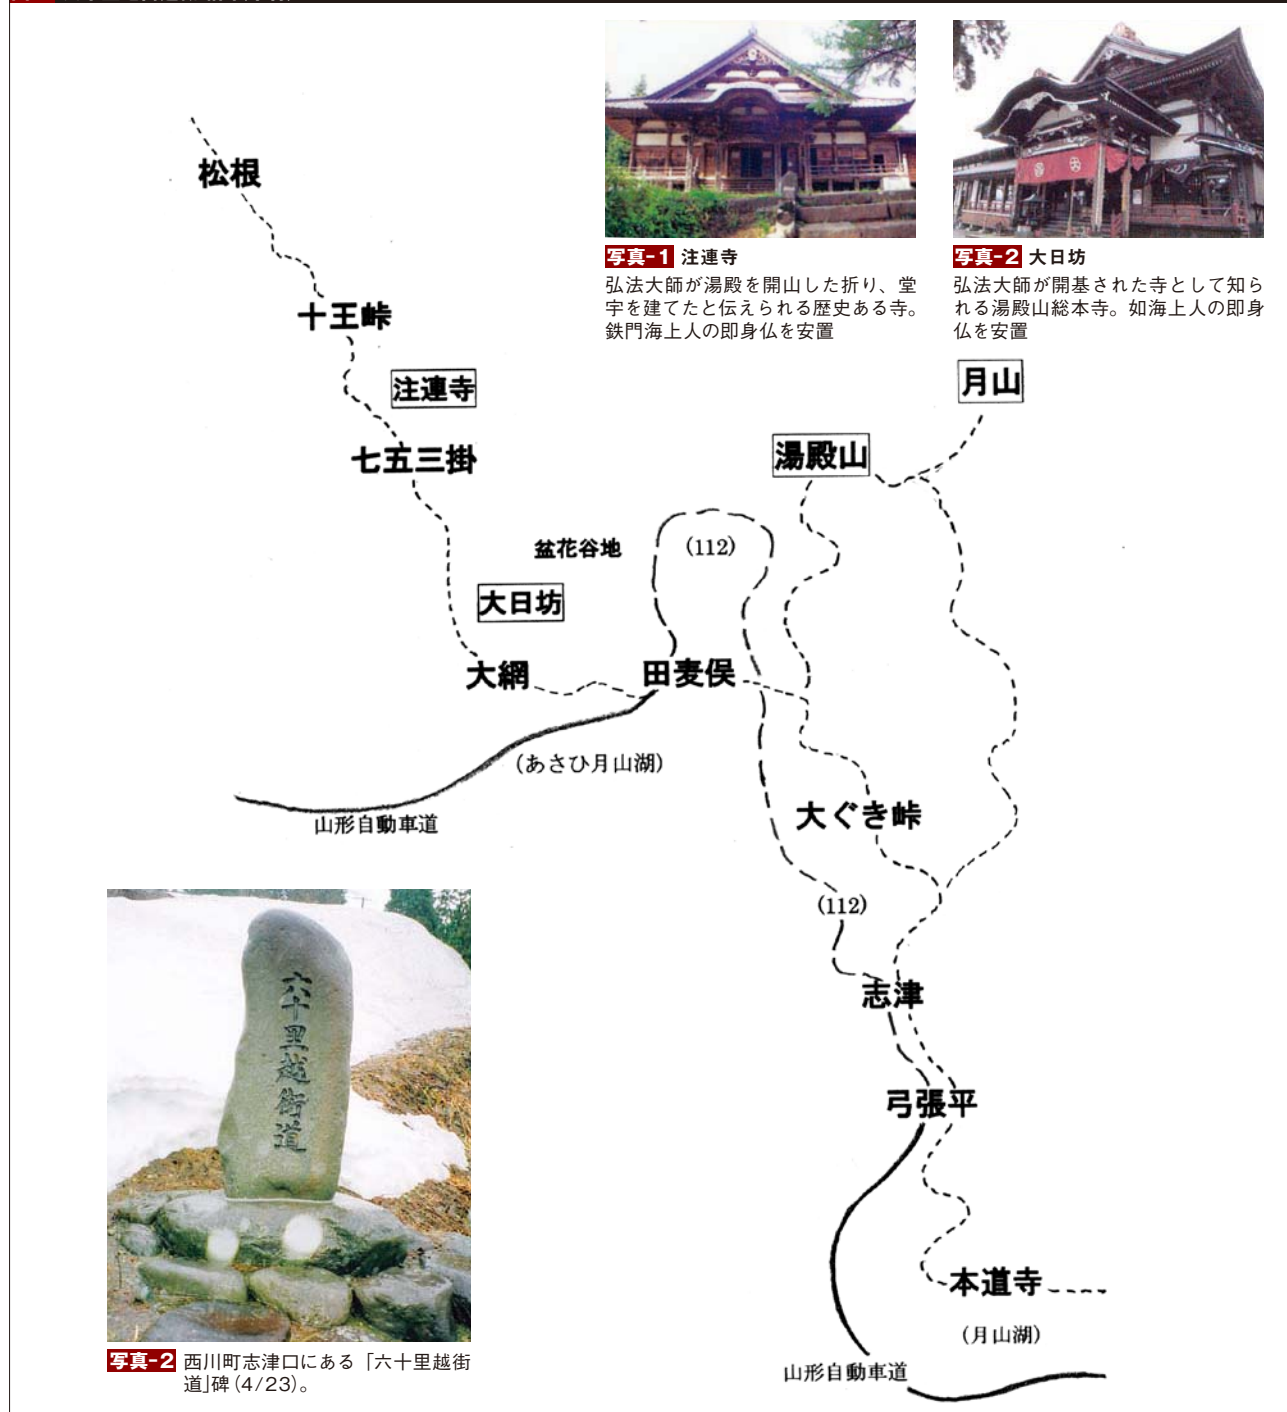 写真-1 注連寺
弘法大師が湯殿を開山した折り、堂
宇を建てたと伝えられる歴史ある寺。
鉄門海上人の即身仏を安置
写真-2 大日坊
弘法大師が開基された寺として知ら
れる湯殿山総本寺。如海上人の即身
仏を安置
松根
十王峠
注連寺
月山
七五三掛
湯殿山
盆花谷地
(112)
大日坊
大網
田麦俣
(あさひ月山湖)
大ぐき峠
山形自動車道
(112)
志津
弓張平
本道寺
(月山湖)
山形自動車道
六十里越街道
写真-2 西川町志津口にある「六十里越街
道」碑(4/23)。